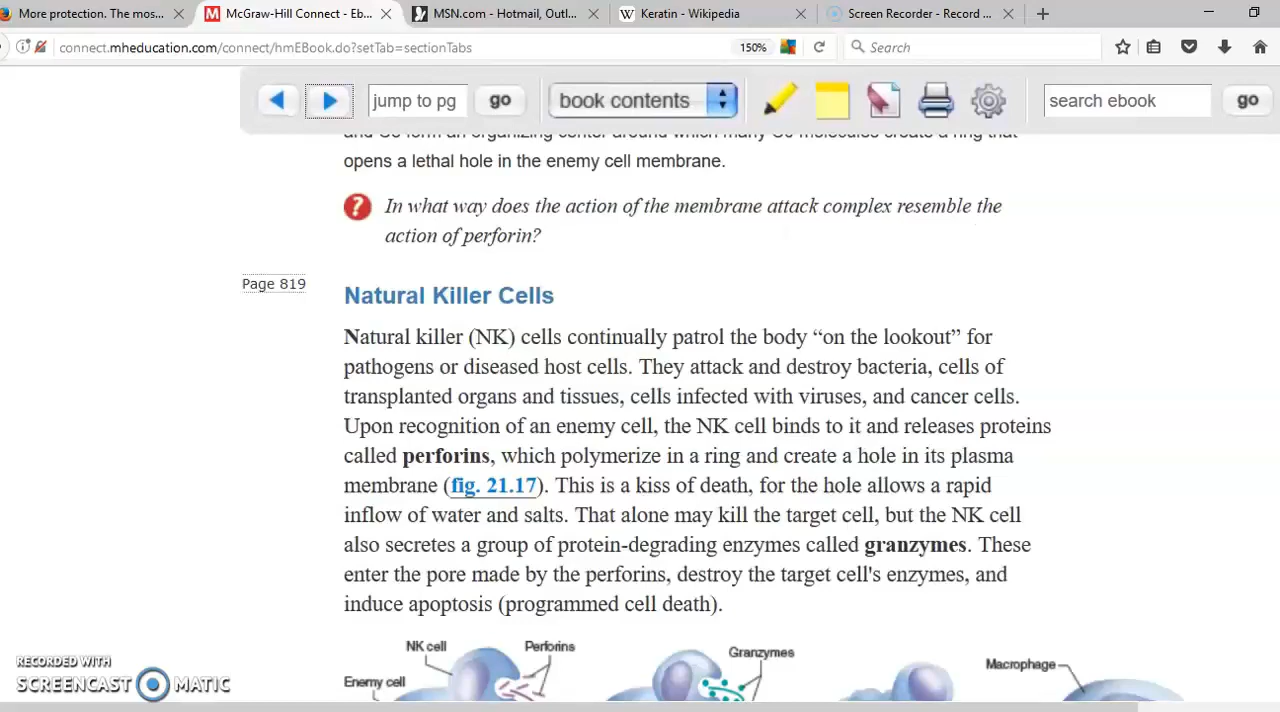 More protection. The mos...
McGraw-Hill Connect - Eb...
MSN.com - Hotmail, Outl...
Keratin - Wikipedia
Screen Recorder - Record ...
connect.mheducation.com/connect/hmEBook.do?setTab=sectionTabs
150%
Search
jump to pg
go
book contents
search ebook
go
opens a lethal hole in the enemy cell membrane.
In what way does the action of the membrane attack complex resemble the
action of perforin?
Page 819
Natural Killer Cells
Natural killer (NK) cells continually patrol the body “on the lookout” for
pathogens or diseased host cells. They attack and destroy bacteria, cells of
transplanted organs and tissues, cells infected with viruses, and cancer cells.
Upon recognition of an enemy cell, the NK cell binds to it and releases proteins
called perforins, which polymerize in a ring and create a hole in its plasma
membrane (fig. 21.17). This is a kiss of death, for the hole allows a rapid
inflow of water and salts. That alone may kill the target cell, but the NK cell
also secretes a group of protein-degrading enzymes called granzymes. These
enter the pore made by the perforins, destroy the target cell's enzymes, and
induce apoptosis (programmed cell death).
NK cell
Perforins
Granzymes
Macrophage
Enemy cell
RECORDED WITH
SCREENCAST MATIC